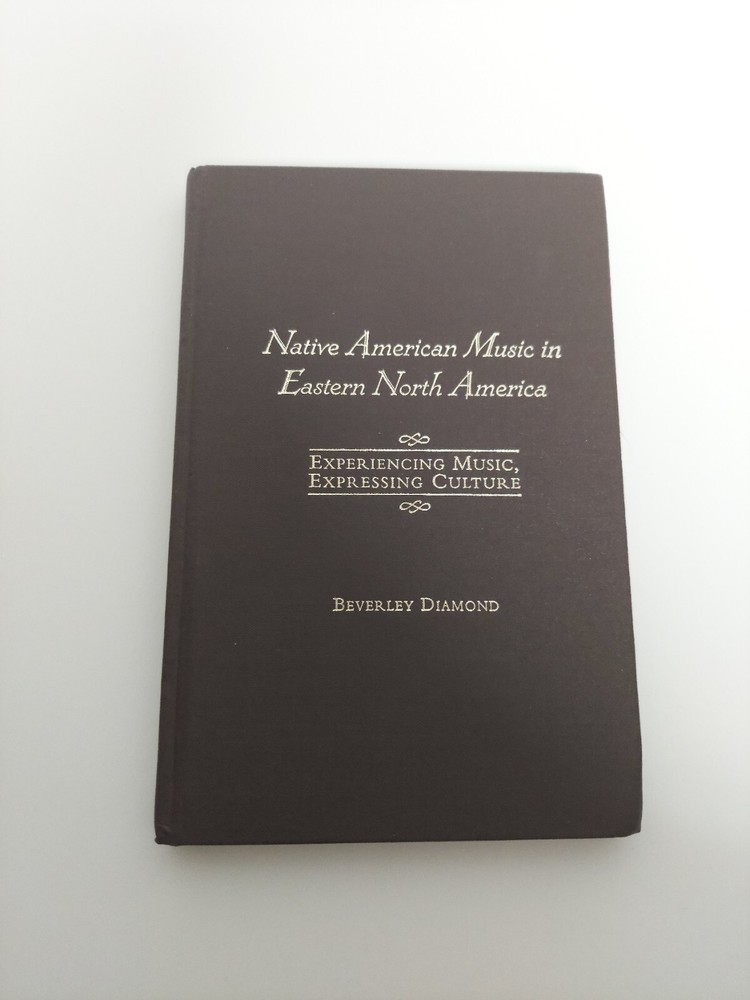 Native American Music in
Eastern North America
EXPERIENCING MUSIC,
EXPRESSING CULTURE
BEVERLEY DIAMOND